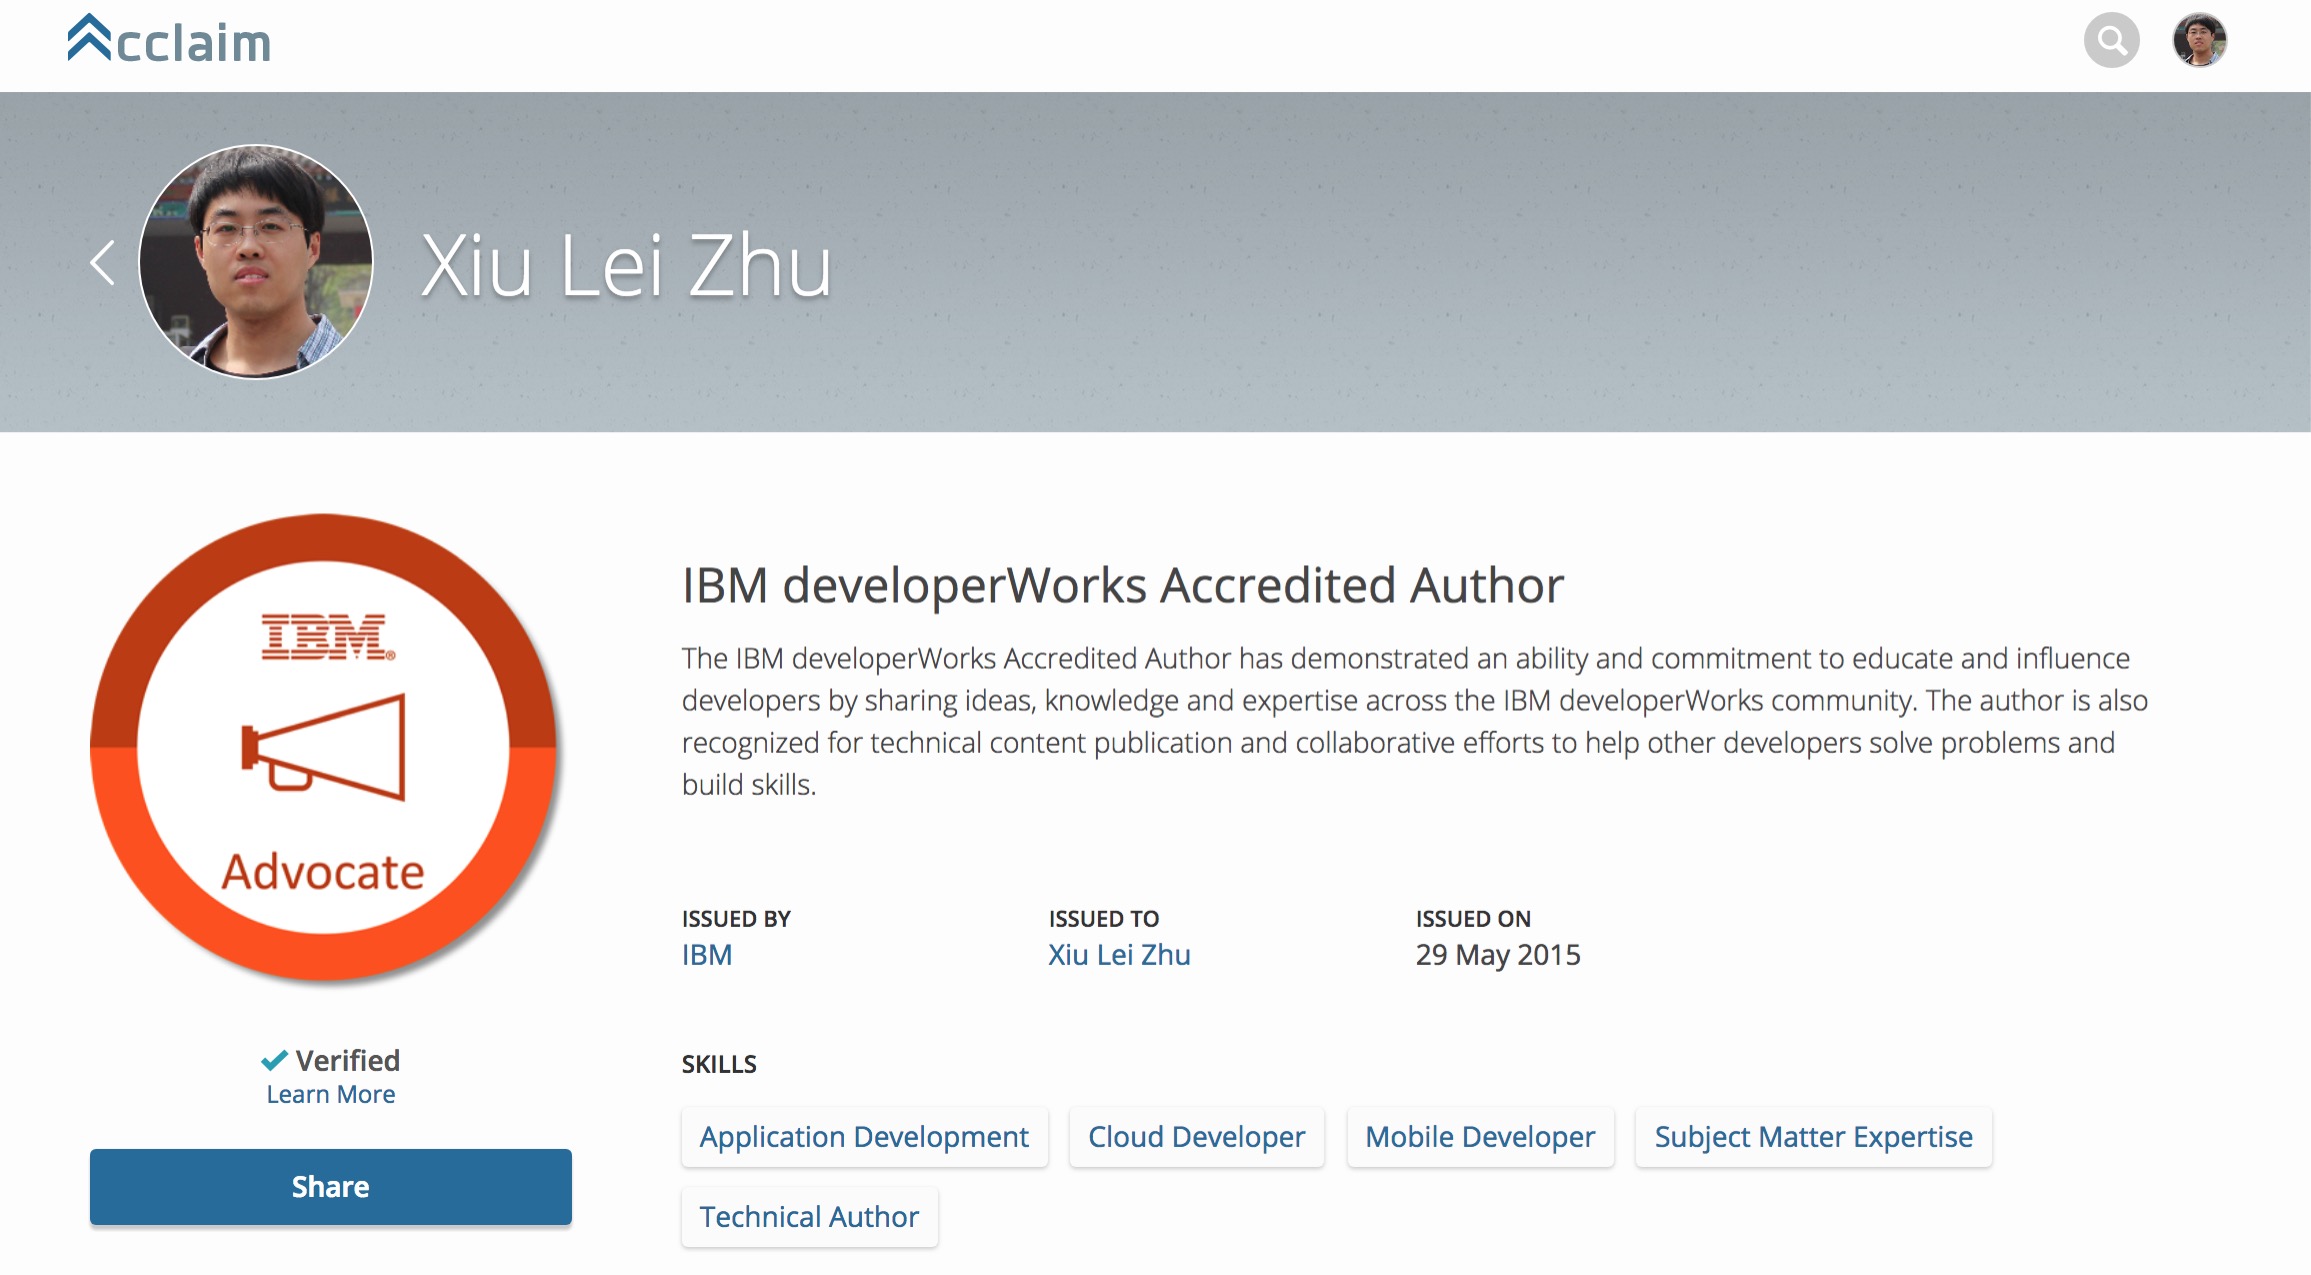 cclaim
Xiu Lei Zhu
IBM®
Advocate
Verified
Learn More
Share
IBM developerWorks Accredited Author
The IBM developerWorks Accredited Author has demonstrated an ability and commitment to educate and influence
developers by sharing ideas, knowledge and expertise across the IBM developerWorks community. The author is also
recognized for technical content publication and collaborative efforts to help other developers solve problems and
build skills.
ISSUED BY
IBM
ISSUED TO
Xiu Lei Zhu
ISSUED ON
29 May 2015
SKILLS
Application Development
Cloud Developer
Mobile Developer
Subject Matter Expertise
Technical Author